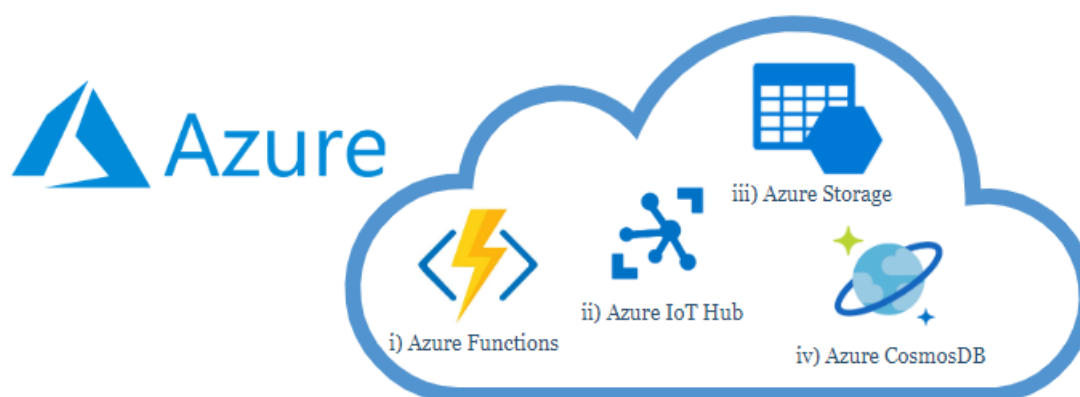 Azure
iii) Azure Storage
ii) Azure IoT Hub
i) Azure Functions
iv) Azure CosmosDB